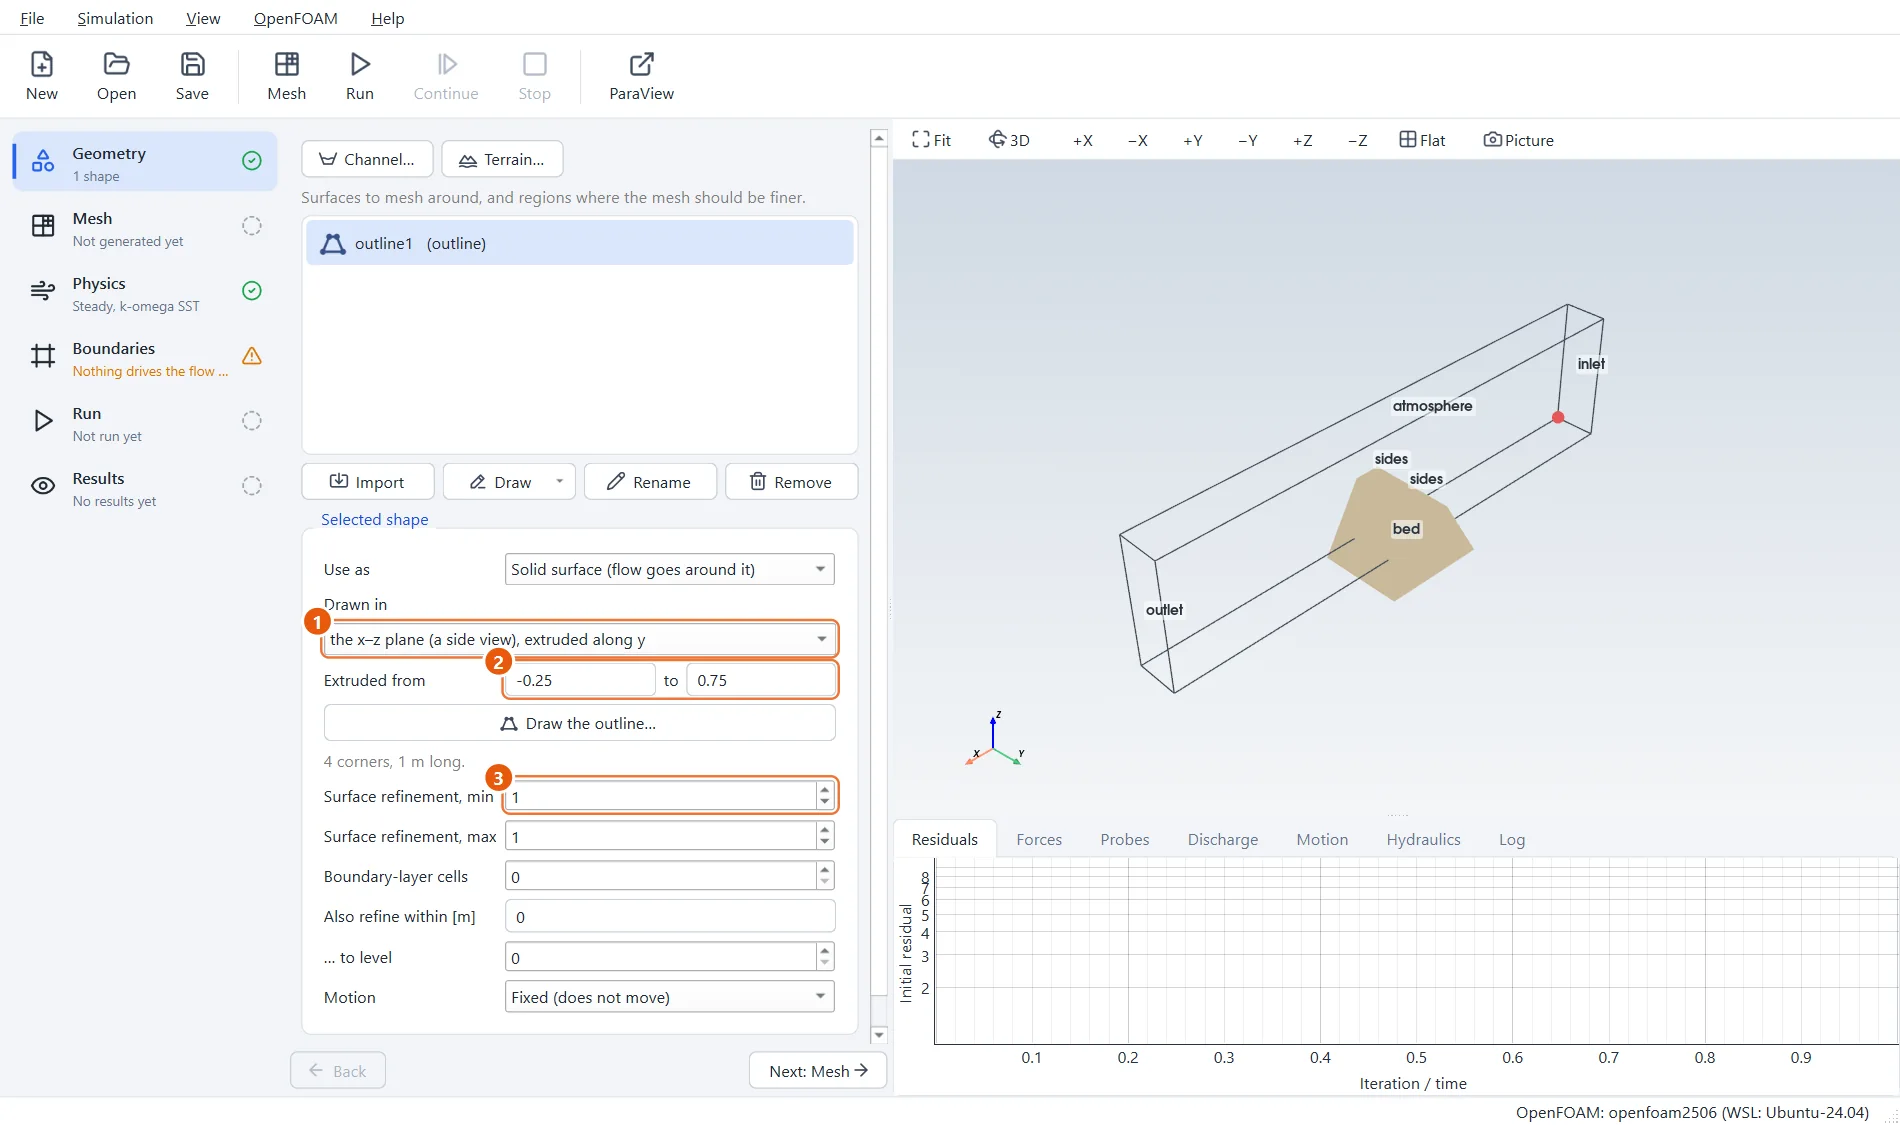 File Simulation View OpenFOAM Help
New Open Save Mesh Run Continue Stop ParaView
Geometry
1 shape
Mesh
Not generated yet
Physics
Steady, k-omega SST
Boundaries
Nothing drives the flow ...
Run
Not run yet
Results
No results yet
Channel... Terrain...
Surfaces to mesh around, and regions where the mesh should be finer.
outline1 (outline)
Import Draw Rename Remove
Selected shape
Use as Solid surface (flow goes around it)
Drawn in
1
the x–z plane (a side view), extruded along y
2
Extruded from -0.25 to 0.75
Draw the outline...
4 corners, 1 m long.
3
Surface refinement, min 1
Surface refinement, max 1
Boundary-layer cells 0
Also refine within [m] 0
... to level 0
Motion Fixed (does not move)
Back Next: Mesh
Fit 3D +X −X +Y −Y +Z −Z Flat Picture
inlet
atmosphere
sides
sides
bed
outlet
Z
X Y
Residuals Forces Probes Discharge Motion Hydraulics Log
8
7
6
5
4
3
2
Initial residual
0.1 0.2 0.3 0.4 0.5 0.6 0.7 0.8 0.9
Iteration / time
OpenFOAM: openfoam2506 (WSL: Ubuntu-24.04)